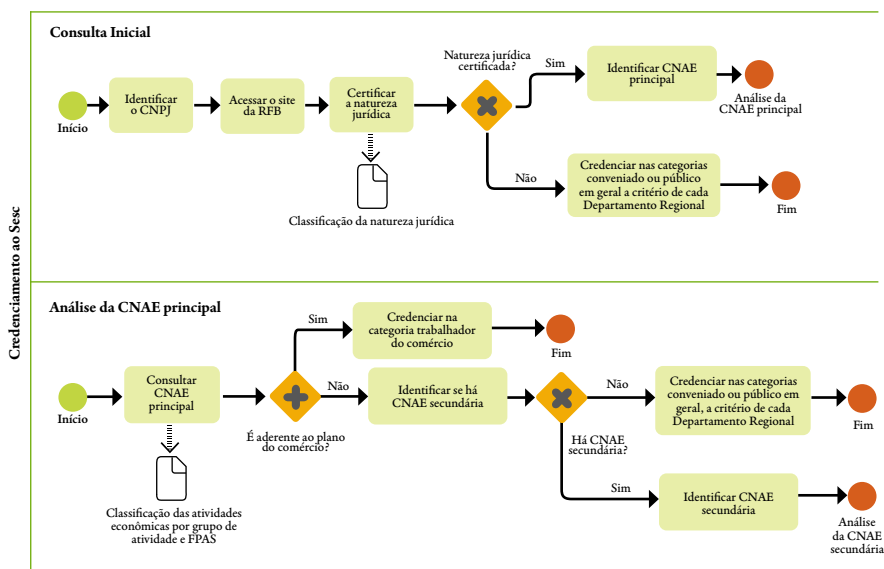 Credenciamento ao Sesc
Consulta Inicial
Início
Identificar
o CNPJ
Acessar o site
da RFB
Certificar
a natureza
jurídica
Classificação da natureza jurídica
Natureza jurídica
certificada?
Sim
Identificar CNAE
principal
Análise da
CNAE principal
Não
Credenciar nas categorias
conveniado ou público
em geral a critério de cada
Departamento Regional
Fim
Análise da CNAE principal
Início
Consultar
CNAE
principal
Classificação das atividades
econômicas por grupo de
atividade e FPAS
É aderente ao plano
do comércio?
Sim
Credenciar na
categoria trabalhador
do comércio
Fim
Não
Identificar se há
CNAE secundária
Há CNAE
secundária?
Não
Credenciar nas categorias
conveniado ou público em
geral, a critério de cada
Departamento Regional
Fim
Sim
Identificar CNAE
secundária
Análise
da CNAE
secundária